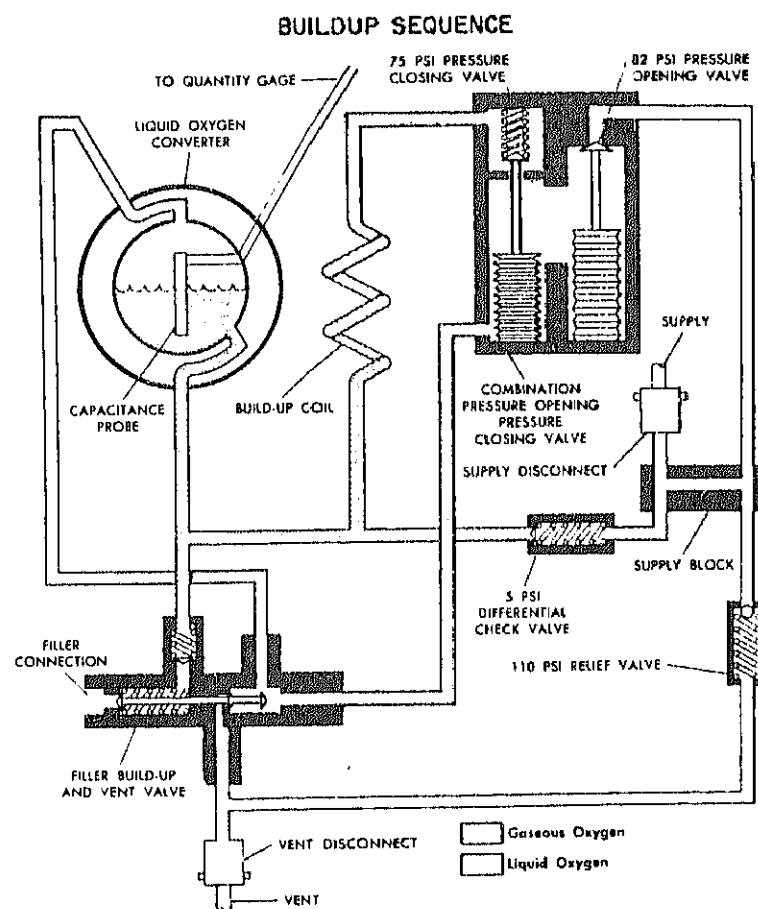 BUILDUP SEQUENCE
75 PSI PRESSURE
CLOSING VALVE
82 PSI PRESSURE
OPENING VALVE
TO QUANTITY GAGE
LIQUID OXYGEN
CONVERTER
CAPACITANCE
PROBE
BUILD-UP COIL
COMBINATION
PRESSURE OPENING
PRESSURE
CLOSING VALVE
SUPPLY
SUPPLY DISCONNECT
SUPPLY BLOCK
5 PSI
DIFFERENTIAL
CHECK VALVE
110 PSI RELIEF VALVE
FILLER
CONNECTION
FILLER BUILD-UP
AND VENT VALVE
VENT DISCONNECT
VENT
Gaseous Oxygen
Liquid Oxygen